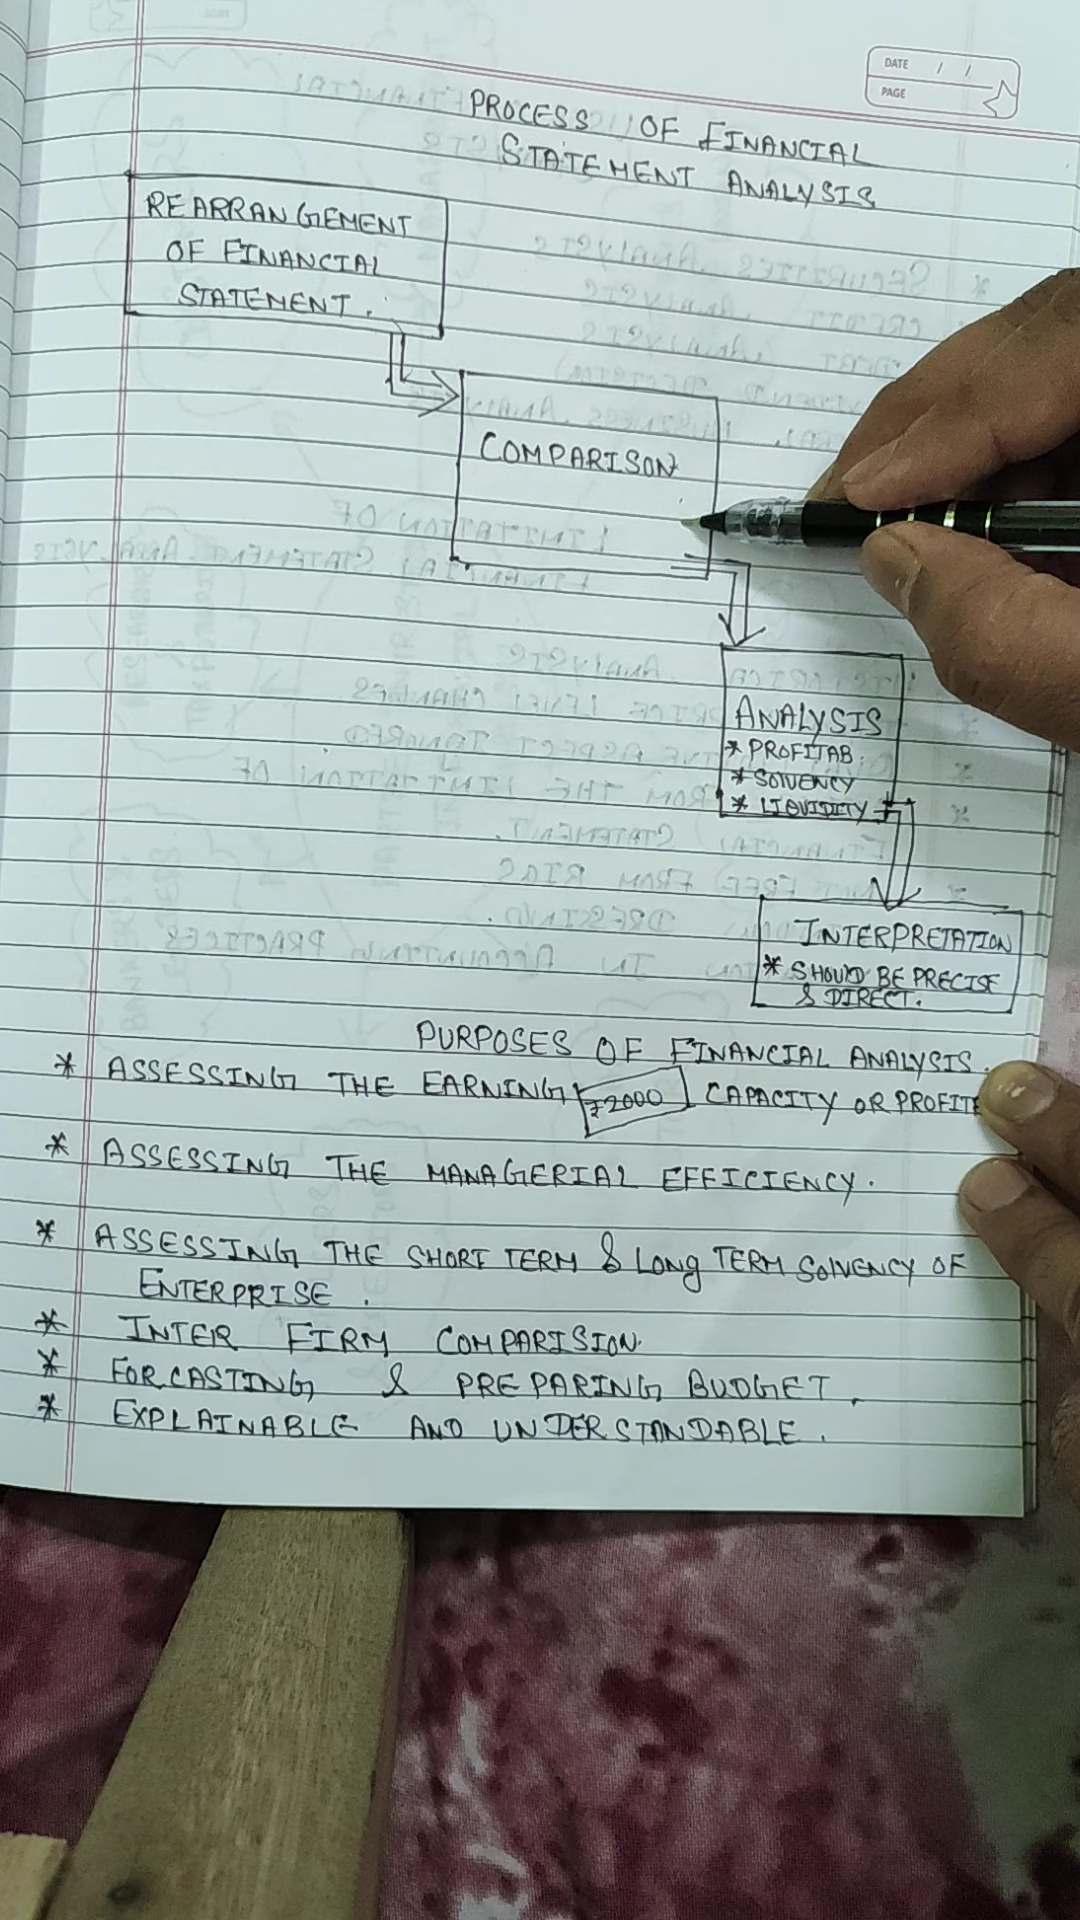 DATE / /
PAGE
PROCESS OF FINANCIAL
STATEMENT ANALYSIS
REARRANGEMENT
OF FINANCIAL
STATEMENT.
COMPARISON
ANALYSIS
* PROFITAB.
* SOLVENCY
* LIQUIDITY
INTERPRETATION
* SHOULD BE PRECISE
& DIRECT.
PURPOSES OF FINANCIAL ANALYSIS.
* ASSESSING THE EARNING ₹2000 CAPACITY OR PROFIT
* ASSESSING THE MANAGERIAL EFFICIENCY.
* ASSESSING THE SHORT TERM & LONG TERM SOLVENCY OF
ENTERPRISE.
* INTER FIRM COMPARISION.
* FORCASTING & PREPARING BUDGET.
* EXPLAINABLE AND UNDERSTANDABLE.